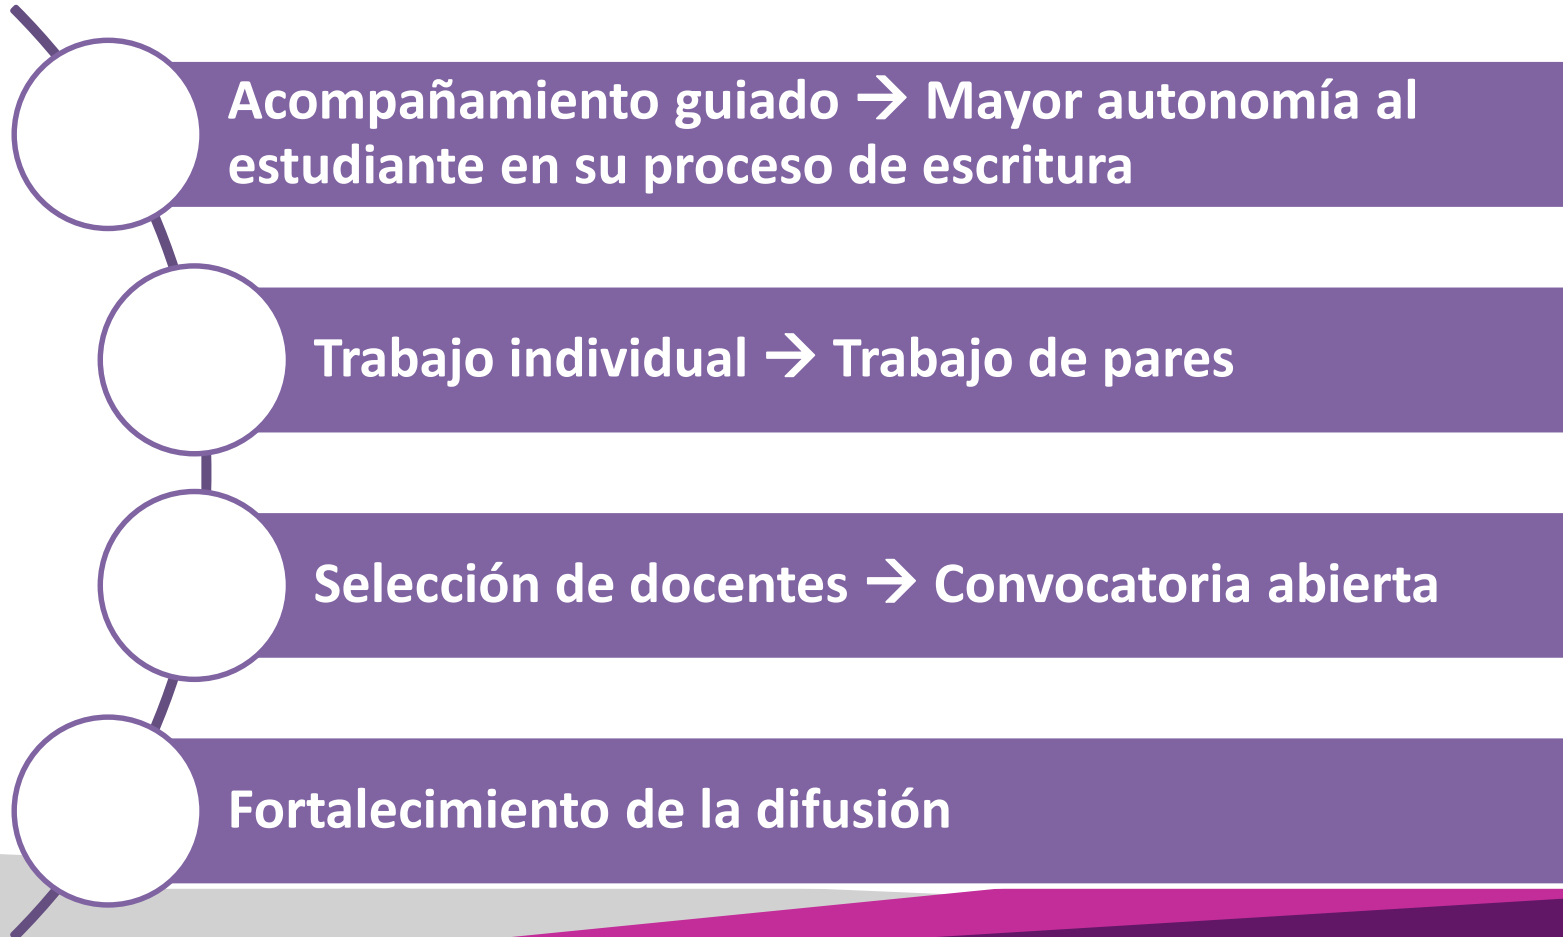 Acompañamiento guiado → Mayor autonomía al
estudiante en su proceso de escritura
Trabajo individual → Trabajo de pares
Selección de docentes → Convocatoria abierta
Fortalecimiento de la difusión